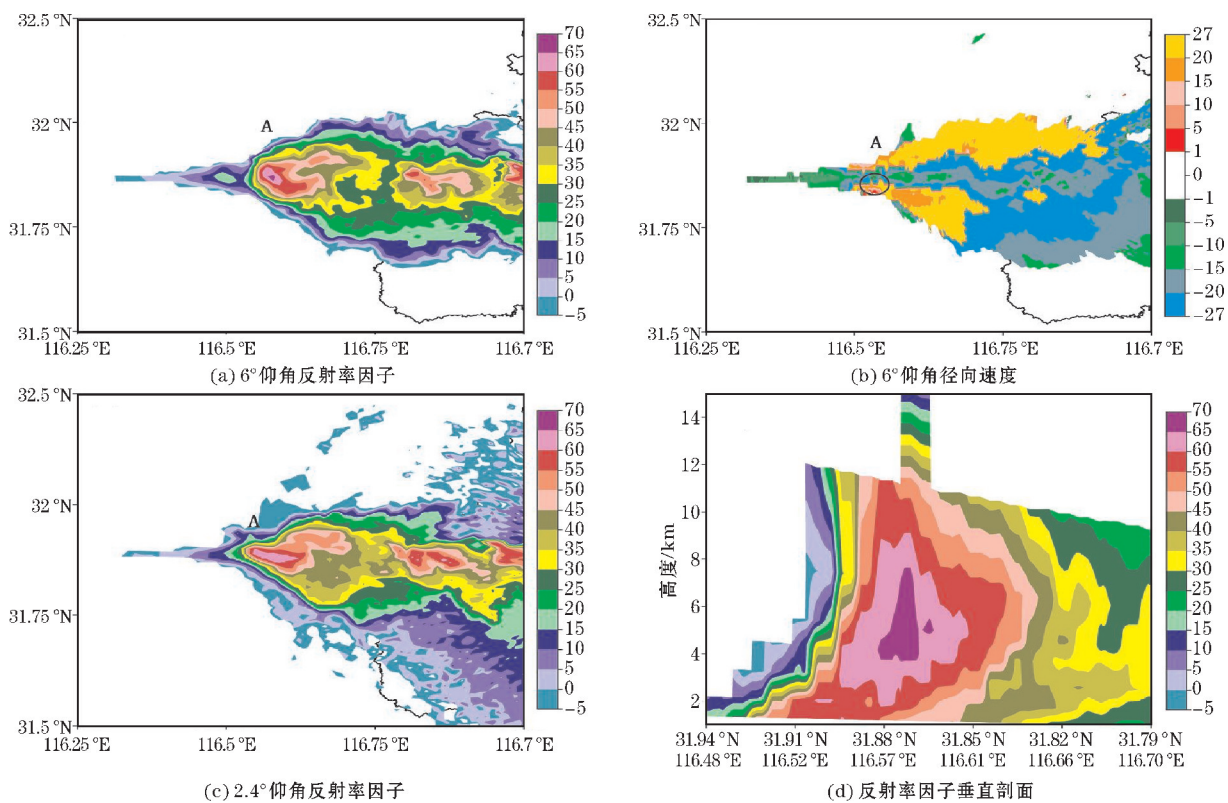 32.5 °N
32 °N
31.75 °N
31.5 °N
116.25 °E
116.5 °E
116.75 °E
116.7 °E
A
70
60
55
50
45
40
35
30
25
20
15
10
5
0
-5
(a) 6°仰角反射率因子
32.5 °N
32 °N
31.75 °N
31.5 °N
116.25 °E
116.5 °E
116.75 °E
116.7 °E
A
27
20
15
10
5
1
0
-1
-5
-10
-15
-20
-27
(b) 6°仰角径向速度
32.5 °N
32 °N
31.75 °N
31.5 °N
116.25 °E
116.5 °E
116.75 °E
116.7 °E
A
70
60
55
50
45
40
35
30
25
20
15
10
5
0
-5
(c) 2.4°仰角反射率因子
高度/km
14
12
10
8
6
4
2
31.94 °N 31.91 °N 31.88 °N 31.85 °N 31.82 °N 31.79 °N
116.48 °E 116.52 °E 116.57 °E 116.61 °E 116.66 °E 116.70 °E
70
60
55
50
45
40
35
30
25
20
15
10
5
0
-5
(d) 反射率因子垂直剖面